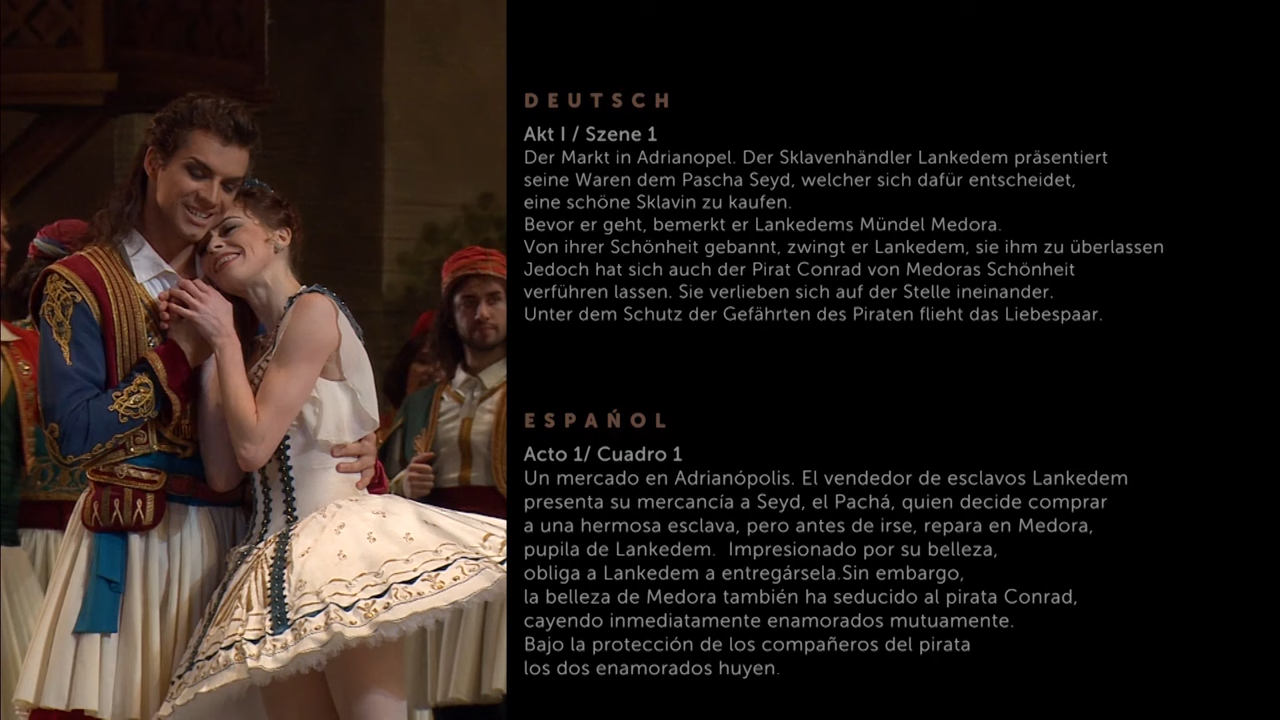 DEUTSCH
Akt I / Szene 1
Der Markt in Adrianopel. Der Sklavenhändler Lankedem präsentiert
seine Waren dem Pascha Seyd, welcher sich dafür entscheidet,
eine schöne Sklavin zu kaufen.
Bevor er geht, bemerkt er Lankedems Mündel Medora.
Von ihrer Schönheit gebannt, zwingt er Lankedem, sie ihm zu überlassen
Jedoch hat sich auch der Pirat Conrad von Medoras Schönheit
verführen lassen. Sie verlieben sich auf der Stelle ineinander.
Unter dem Schutz der Gefährten des Piraten flieht das Liebespaar.
ESPAŃOL
Acto 1/ Cuadro 1
Un mercado en Adrianópolis. El vendedor de esclavos Lankedem
presenta su mercancía a Seyd, el Pachá, quien decide comprar
a una hermosa esclava, pero antes de irse, repara en Medora,
pupila de Lankedem.  Impresionado por su belleza,
obliga a Lankedem a entregársela.Sin embargo,
la belleza de Medora también ha seducido al pirata Conrad,
cayendo inmediatamente enamorados mutuamente.
Bajo la protección de los compañeros del pirata
los dos enamorados huyen.